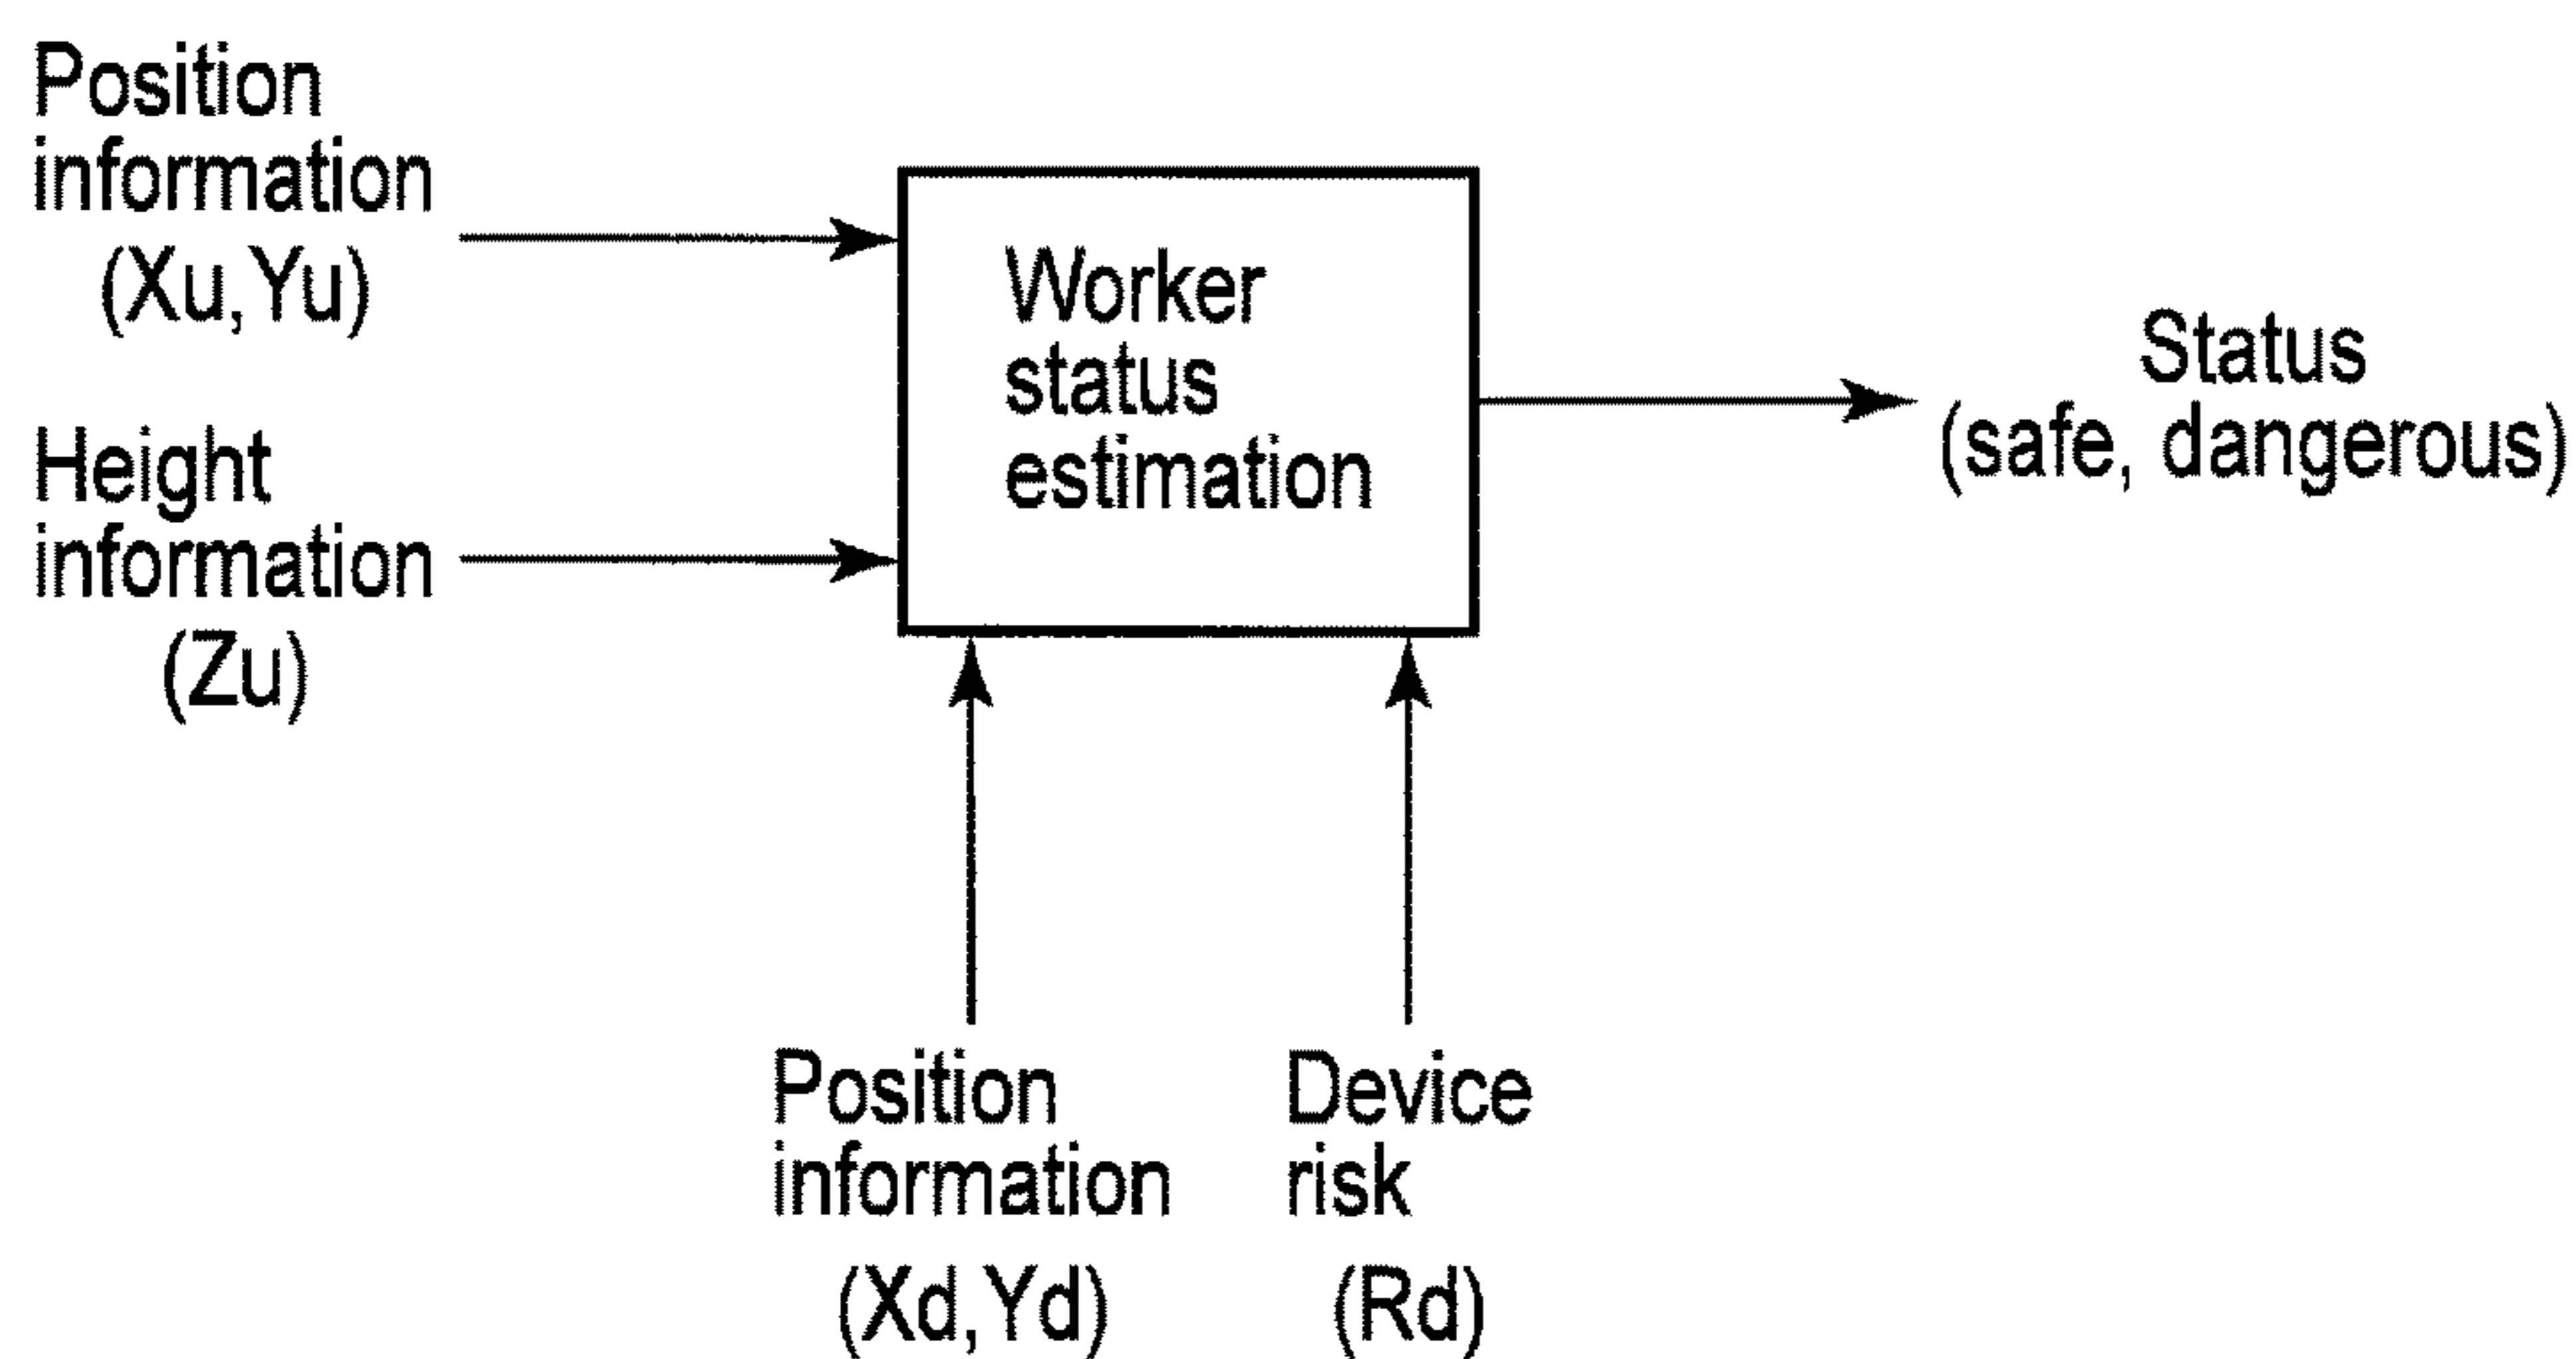 Position
information
(Xu,Yu)
Height
information
(Zu)
Worker
status
estimation
Status
(safe, dangerous)
Position
information
(Xd,Yd)
Device
risk
(Rd)